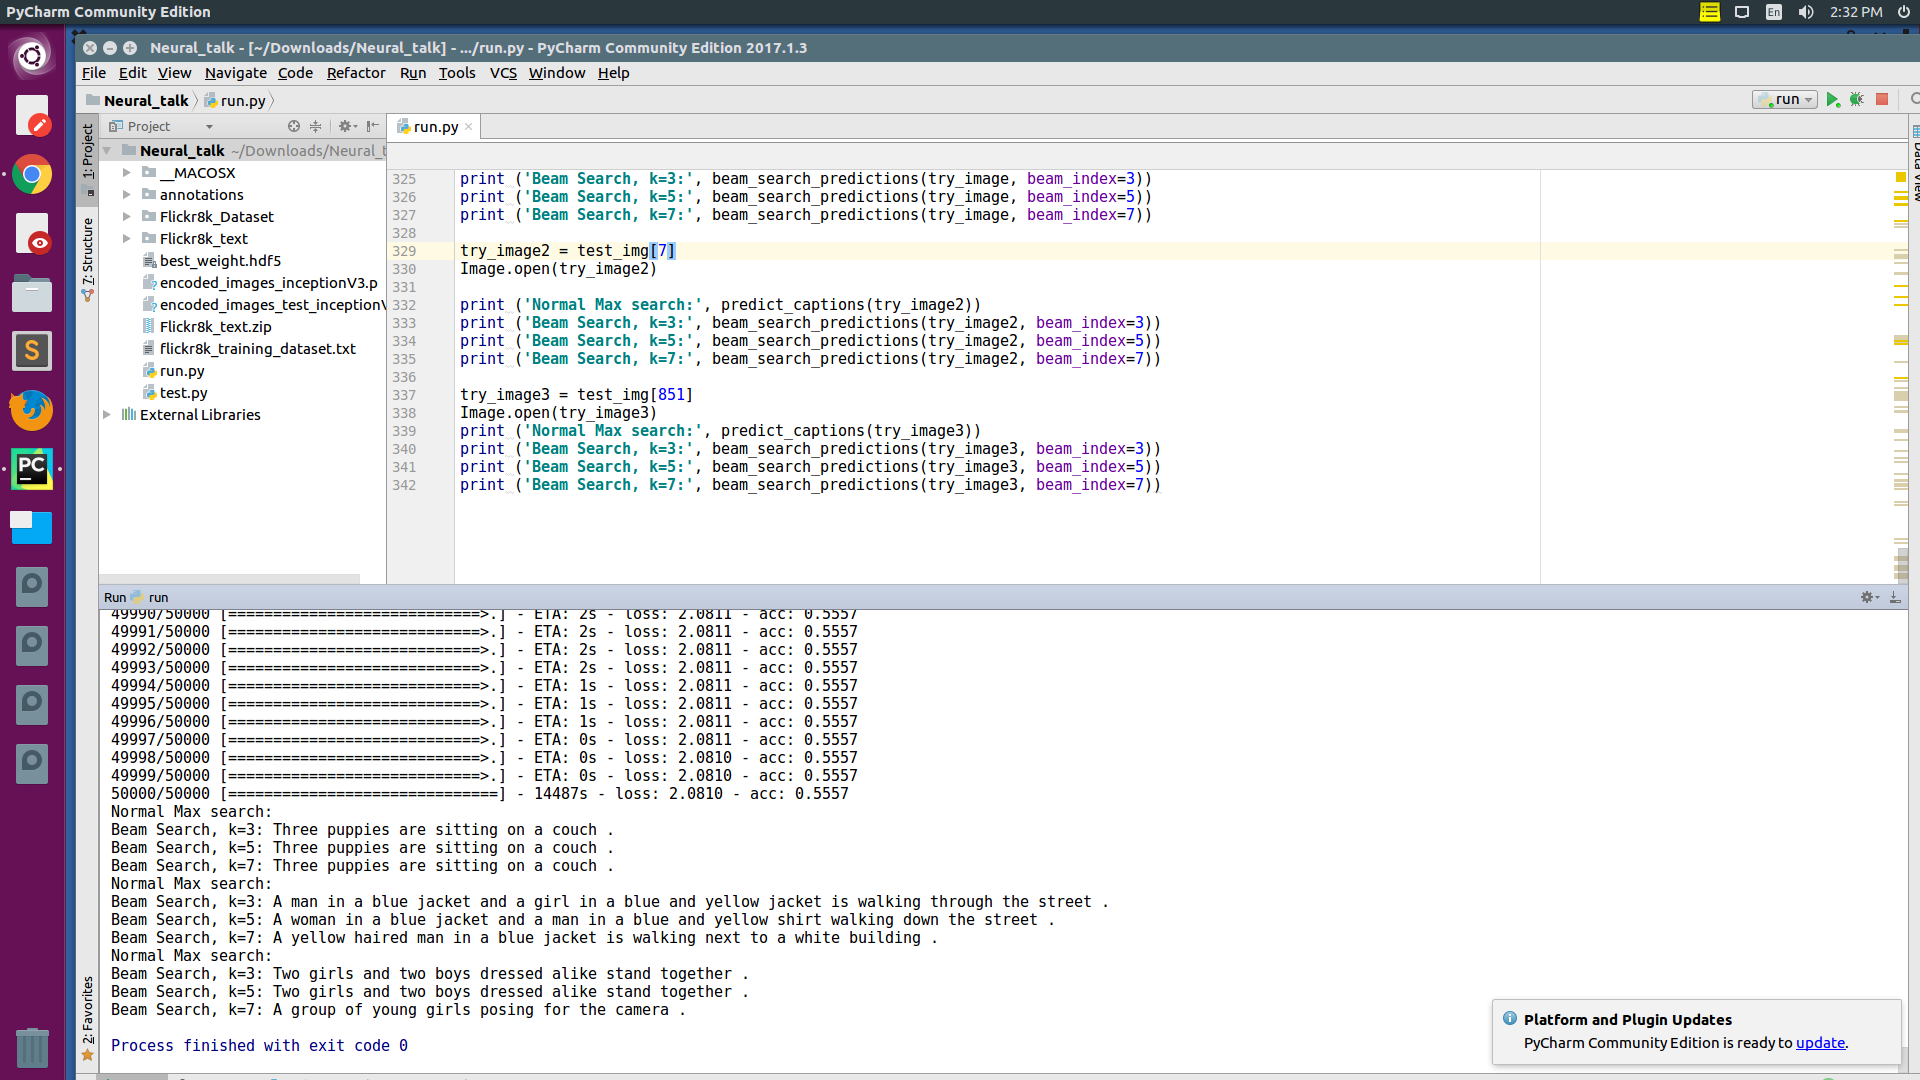 PyCharm Community Edition
En
2:32 PM
Neural_talk - [~/Downloads/Neural_talk] - .../run.py - PyCharm Community Edition 2017.1.3
File Edit View Navigate Code Refactor Run Tools VCS Window Help
Neural_talk run.py
run
Project
run.py
1: Project
7: Structure
2: Favorites
Data View
Neural_talk ~/Downloads/Neural_t
__MACOSX
annotations
Flickr8k_Dataset
Flickr8k_text
best_weight.hdf5
encoded_images_inceptionV3.p
encoded_images_test_inceptionV
Flickr8k_text.zip
flickr8k_training_dataset.txt
run.py
test.py
External Libraries
S
PC
325 print ('Beam Search, k=3:', beam_search_predictions(try_image, beam_index=3))
326 print ('Beam Search, k=5:', beam_search_predictions(try_image, beam_index=5))
327 print ('Beam Search, k=7:', beam_search_predictions(try_image, beam_index=7))
328
329 try_image2 = test_img[7]
330 Image.open(try_image2)
331
332 print ('Normal Max search:', predict_captions(try_image2))
333 print ('Beam Search, k=3:', beam_search_predictions(try_image2, beam_index=3))
334 print ('Beam Search, k=5:', beam_search_predictions(try_image2, beam_index=5))
335 print ('Beam Search, k=7:', beam_search_predictions(try_image2, beam_index=7))
336
337 try_image3 = test_img[851]
338 Image.open(try_image3)
339 print ('Normal Max search:', predict_captions(try_image3))
340 print ('Beam Search, k=3:', beam_search_predictions(try_image3, beam_index=3))
341 print ('Beam Search, k=5:', beam_search_predictions(try_image3, beam_index=5))
342 print ('Beam Search, k=7:', beam_search_predictions(try_image3, beam_index=7))
Run run
49990/50000 [============================>.] - ETA: 2s - loss: 2.0811 - acc: 0.5557
49991/50000 [============================>.] - ETA: 2s - loss: 2.0811 - acc: 0.5557
49992/50000 [============================>.] - ETA: 2s - loss: 2.0811 - acc: 0.5557
49993/50000 [============================>.] - ETA: 2s - loss: 2.0811 - acc: 0.5557
49994/50000 [============================>.] - ETA: 1s - loss: 2.0811 - acc: 0.5557
49995/50000 [============================>.] - ETA: 1s - loss: 2.0811 - acc: 0.5557
49996/50000 [============================>.] - ETA: 1s - loss: 2.0811 - acc: 0.5557
49997/50000 [============================>.] - ETA: 0s - loss: 2.0811 - acc: 0.5557
49998/50000 [============================>.] - ETA: 0s - loss: 2.0810 - acc: 0.5557
49999/50000 [============================>.] - ETA: 0s - loss: 2.0810 - acc: 0.5557
50000/50000 [==============================] - 14487s - loss: 2.0810 - acc: 0.5557
Normal Max search:
Beam Search, k=3: Three puppies are sitting on a couch .
Beam Search, k=5: Three puppies are sitting on a couch .
Beam Search, k=7: Three puppies are sitting on a couch .
Normal Max search:
Beam Search, k=3: A man in a blue jacket and a girl in a blue and yellow jacket is walking through the street .
Beam Search, k=5: A woman in a blue jacket and a man in a blue and yellow shirt walking down the street .
Beam Search, k=7: A yellow haired man in a blue jacket is walking next to a white building .
Normal Max search:
Beam Search, k=3: Two girls and two boys dressed alike stand together .
Beam Search, k=5: Two girls and two boys dressed alike stand together .
Beam Search, k=7: A group of young girls posing for the camera .
Process finished with exit code 0
Platform and Plugin Updates
PyCharm Community Edition is ready to update.